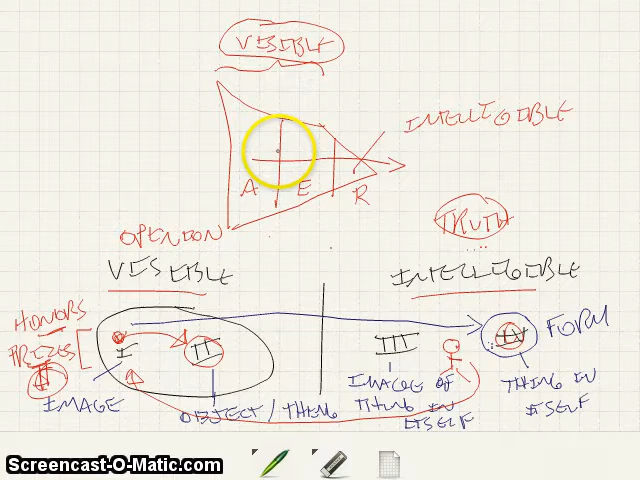 VISIBLE
INTELLIGIBLE
A E R
OPINION
TRUTH
VISIBLE
INTELLIGIBLE
HONORS
PRIZES
I
II
III
IV
FORM
IMAGE
OBJECT / THING
IMAGE OF
THING IN
ITSELF
THING IN
ITSELF
Screencast-O-Matic.com